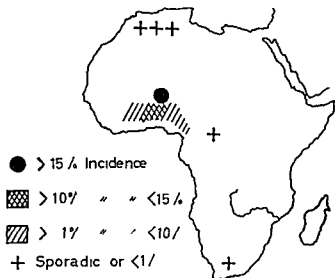 > 15 /. Incidence
> 10°/ " " < 15 /.
> 1°/ " " < 10 /
Sporadic or < 1 /